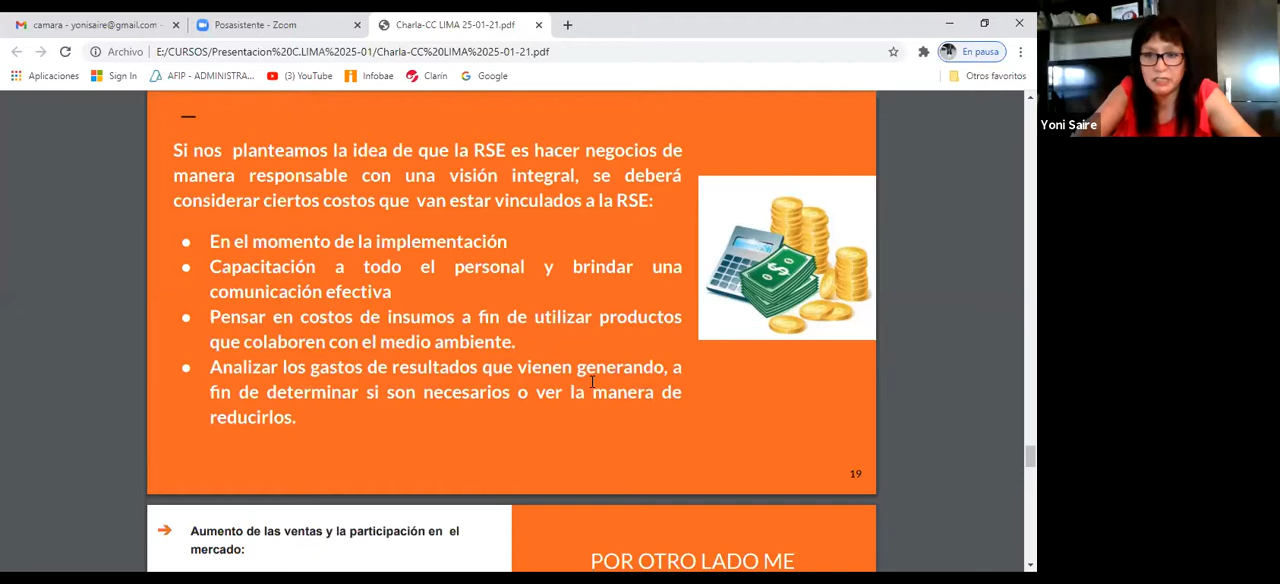 camara - yonisaire@gmail.com -
Posasistente - Zoom
Charla-CC LIMA 25-01-21.pdf
Archivo
E:/CURSOS/Presentacion%20C.LIMA%2025-01/Charla-CC%20LIMA%2025-01-21.pdf
En pausa
Aplicaciones
Sign In
AFIP - ADMINISTRA...
(3) YouTube
Infobae
Clarín
Google
Otros favoritos
Yoni Saire
Si nos planteamos la idea de que la RSE es hacer negocios de
manera responsable con una visión integral, se deberá
considerar ciertos costos que van estar vinculados a la RSE:
● En el momento de la implementación
● Capacitación a todo el personal y brindar una
comunicación efectiva
● Pensar en costos de insumos a fin de utilizar productos
que colaboren con el medio ambiente.
● Analizar los gastos de resultados que vienen generando, a
fin de determinar si son necesarios o ver la manera de
reducirlos.
19
➔ Aumento de las ventas y la participación en el
mercado:
POR OTRO LADO ME